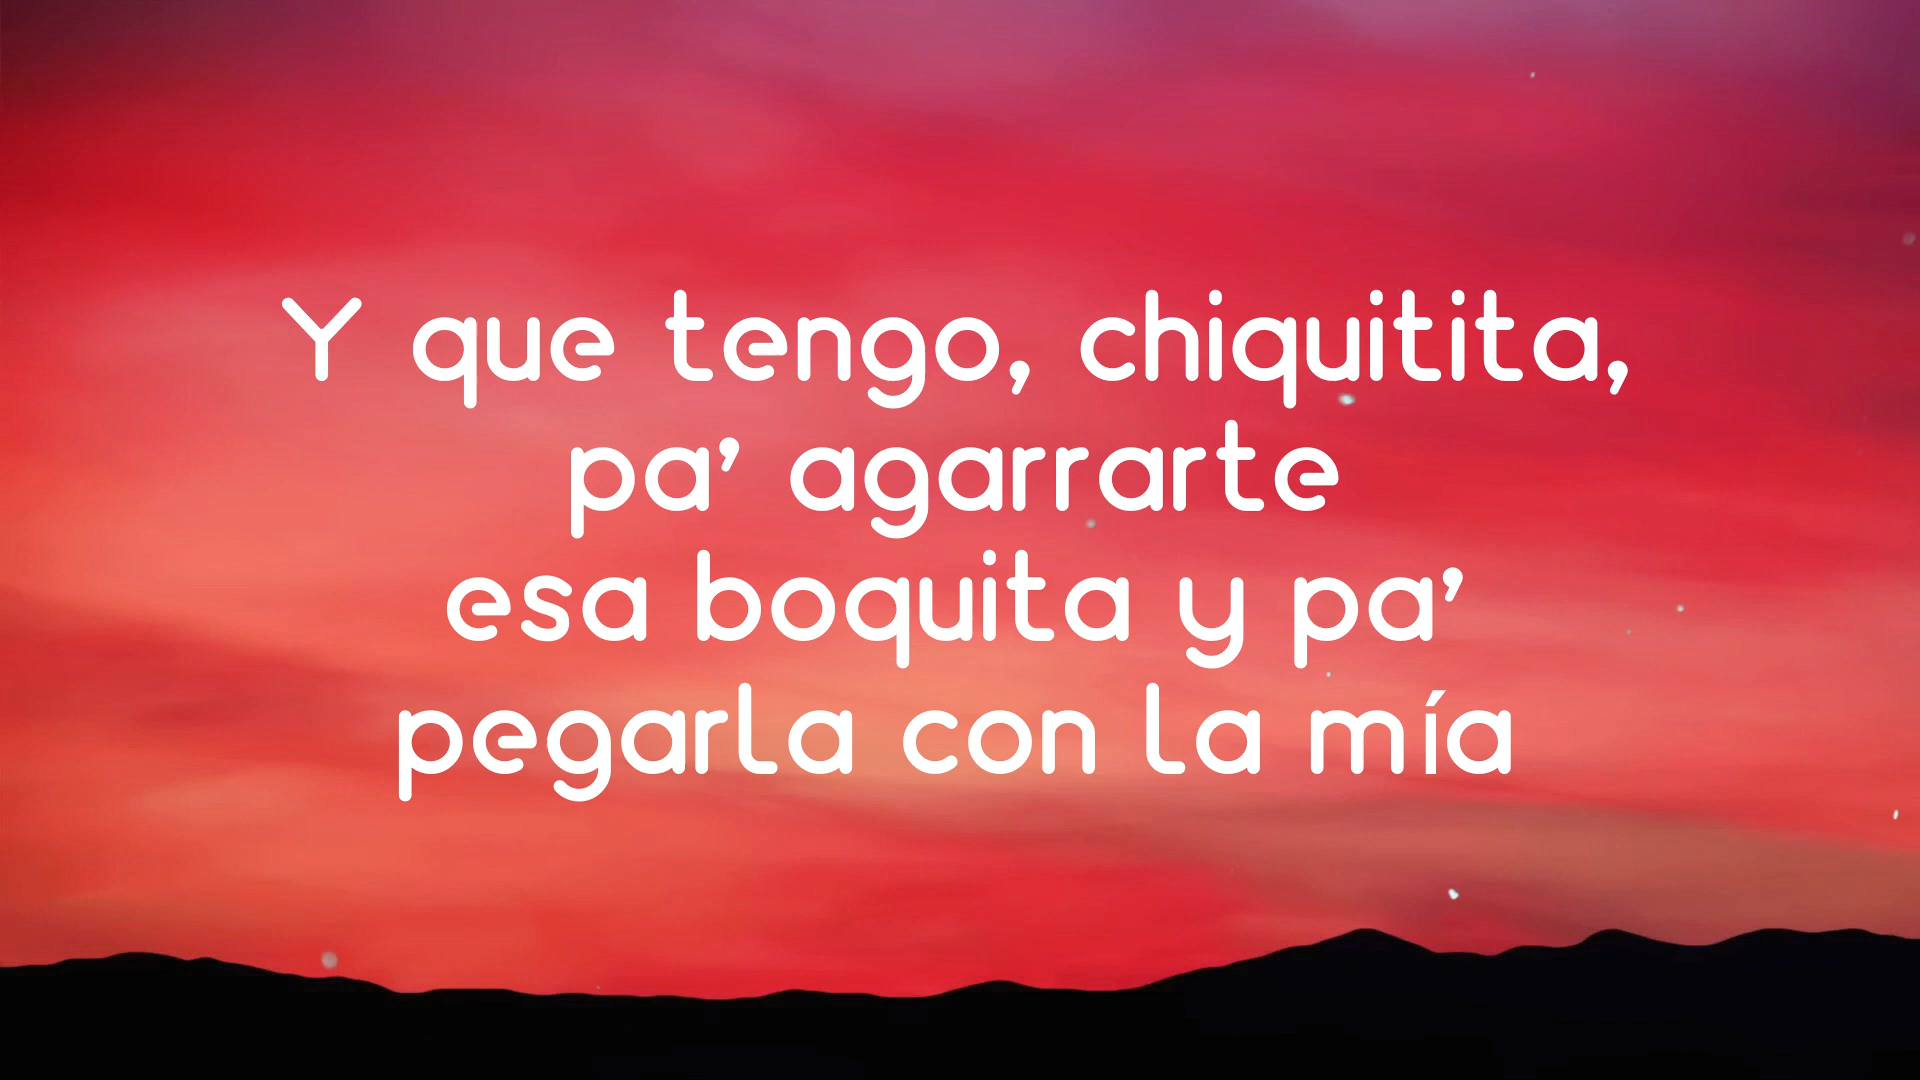 Y que tengo, chiquitita,
pa’ agarrarte
esa boquita y pa’
pegarla con la mía